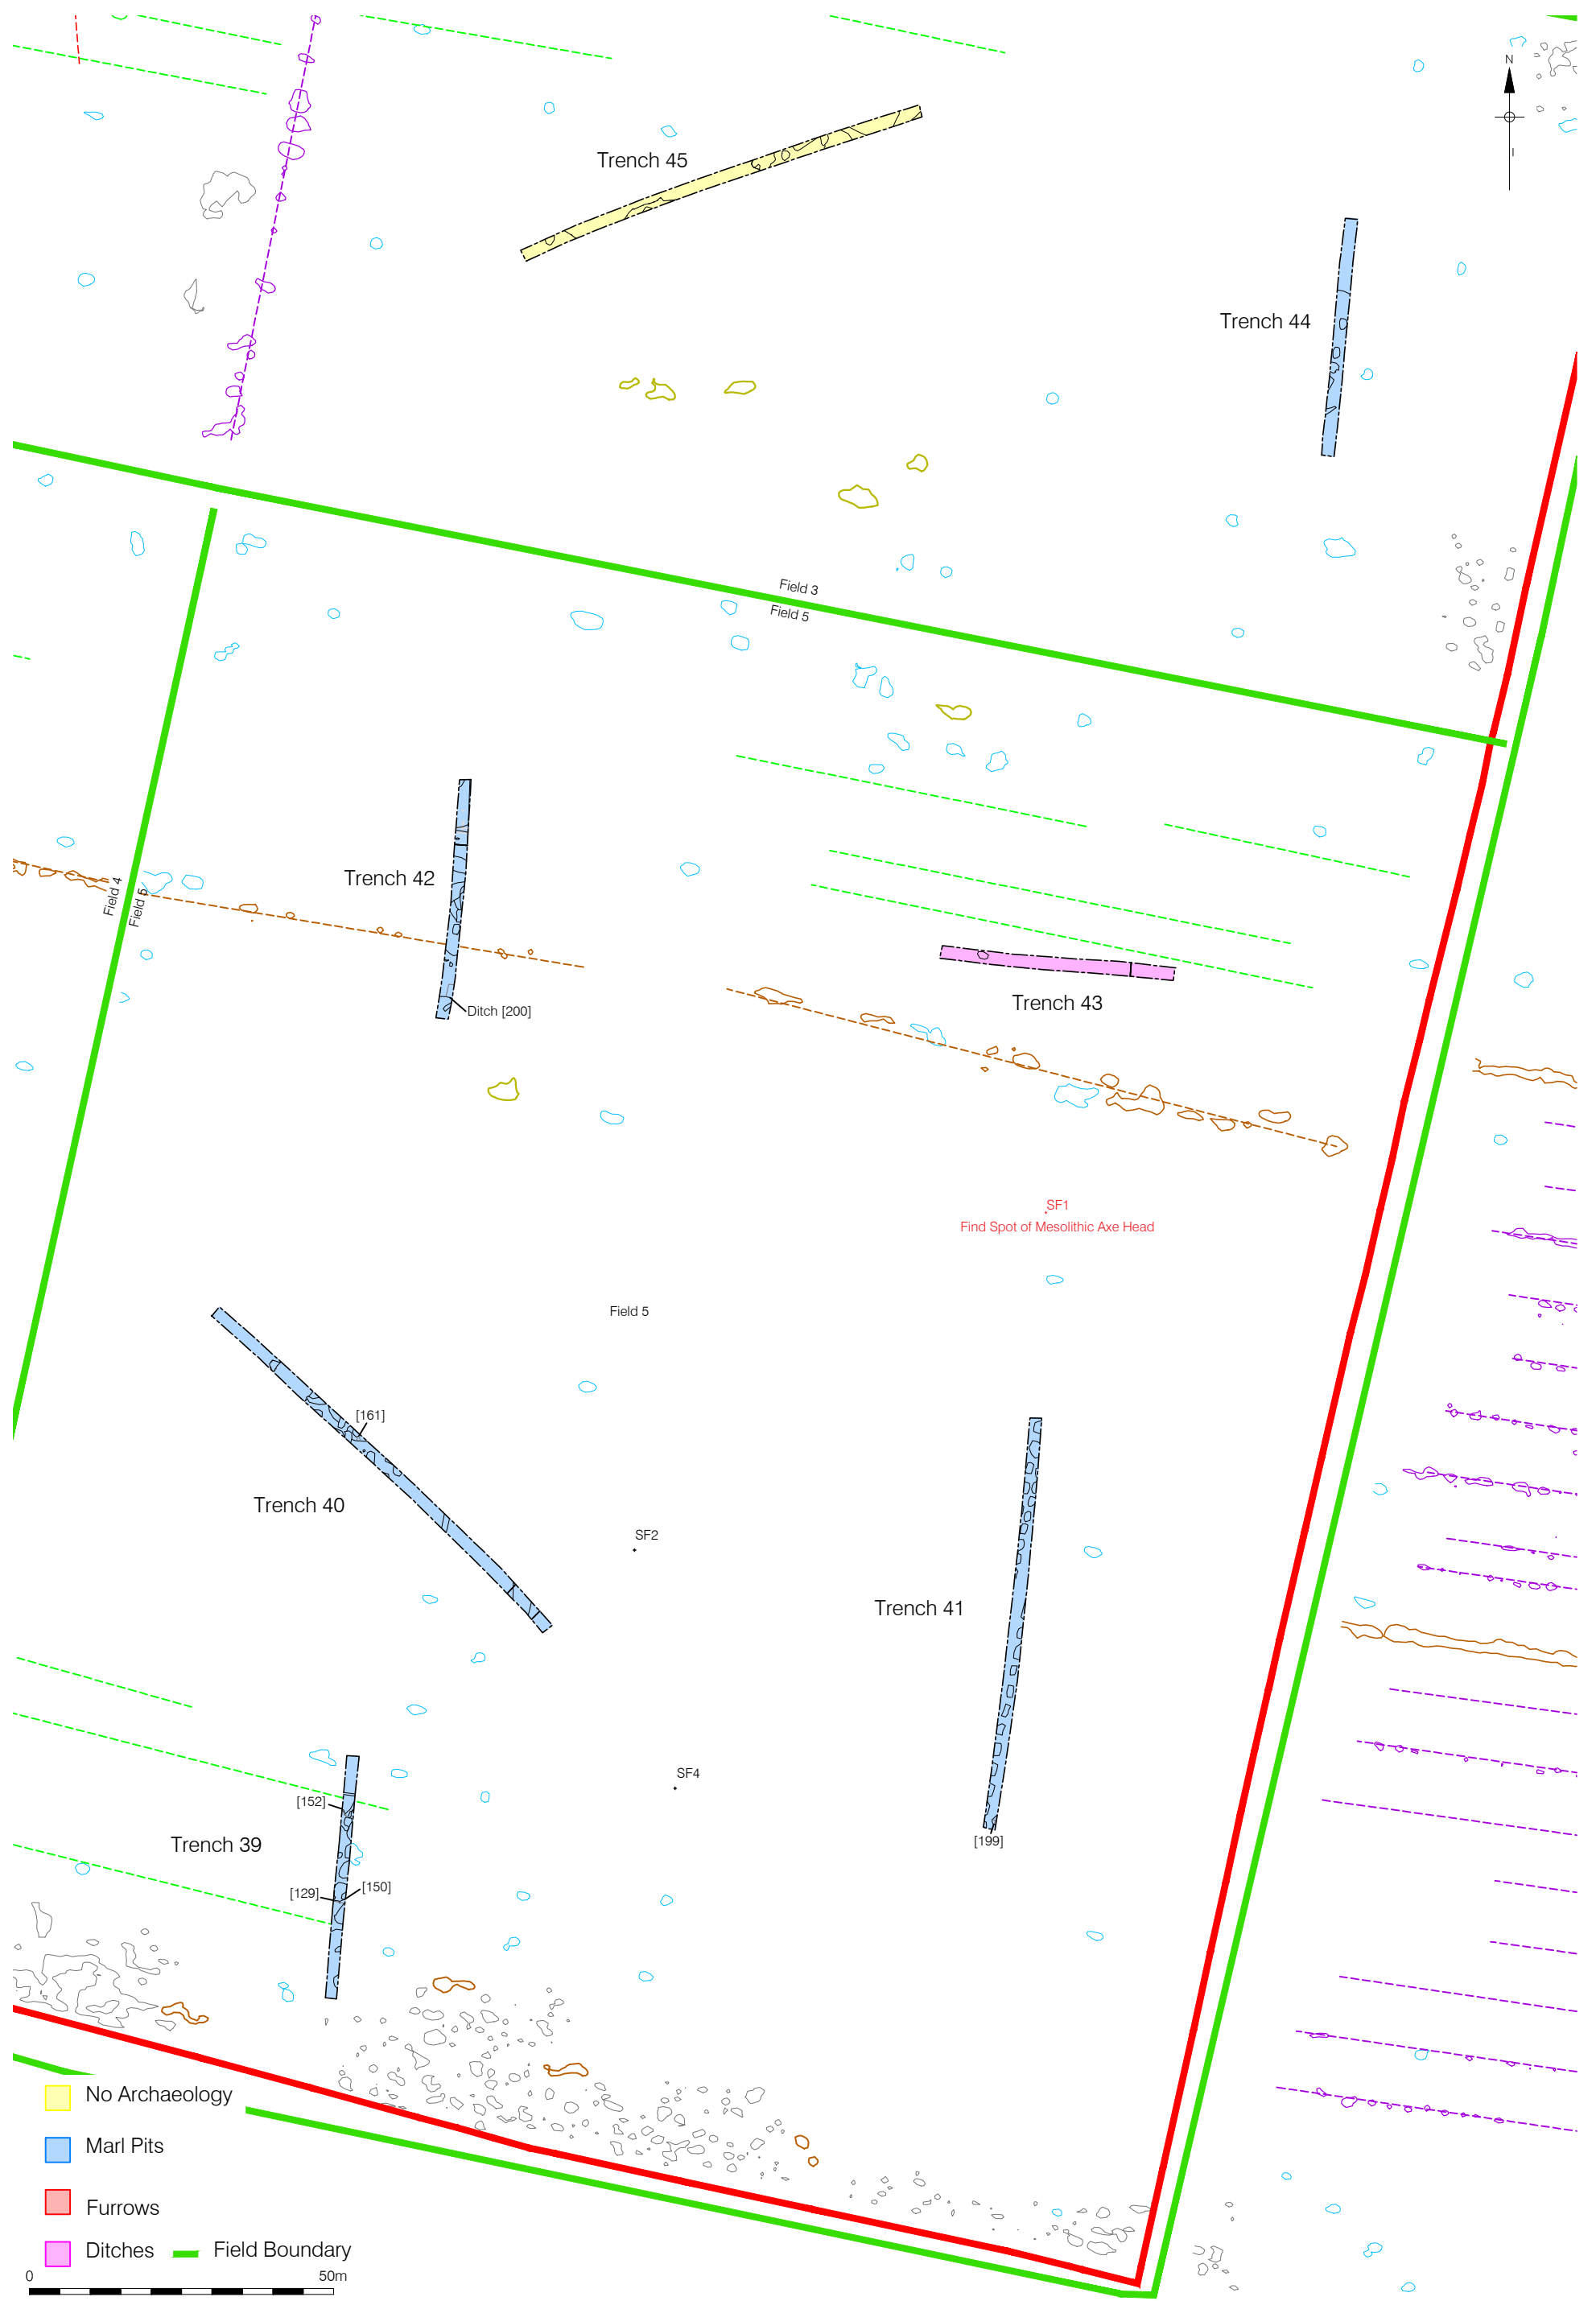 N
Trench 45
Trench 44
Field 3
Field 5
Trench 42
Field 4
Field 5
Trench 43
Ditch [200]
SF1
Find Spot of Mesolithic Axe Head
Field 5
[161]
Trench 40
SF2
Trench 41
SF4
[152]
Trench 39
[199]
[129]
[150]
No Archaeology
Marl Pits
Furrows
Ditches
Field Boundary
0
50m